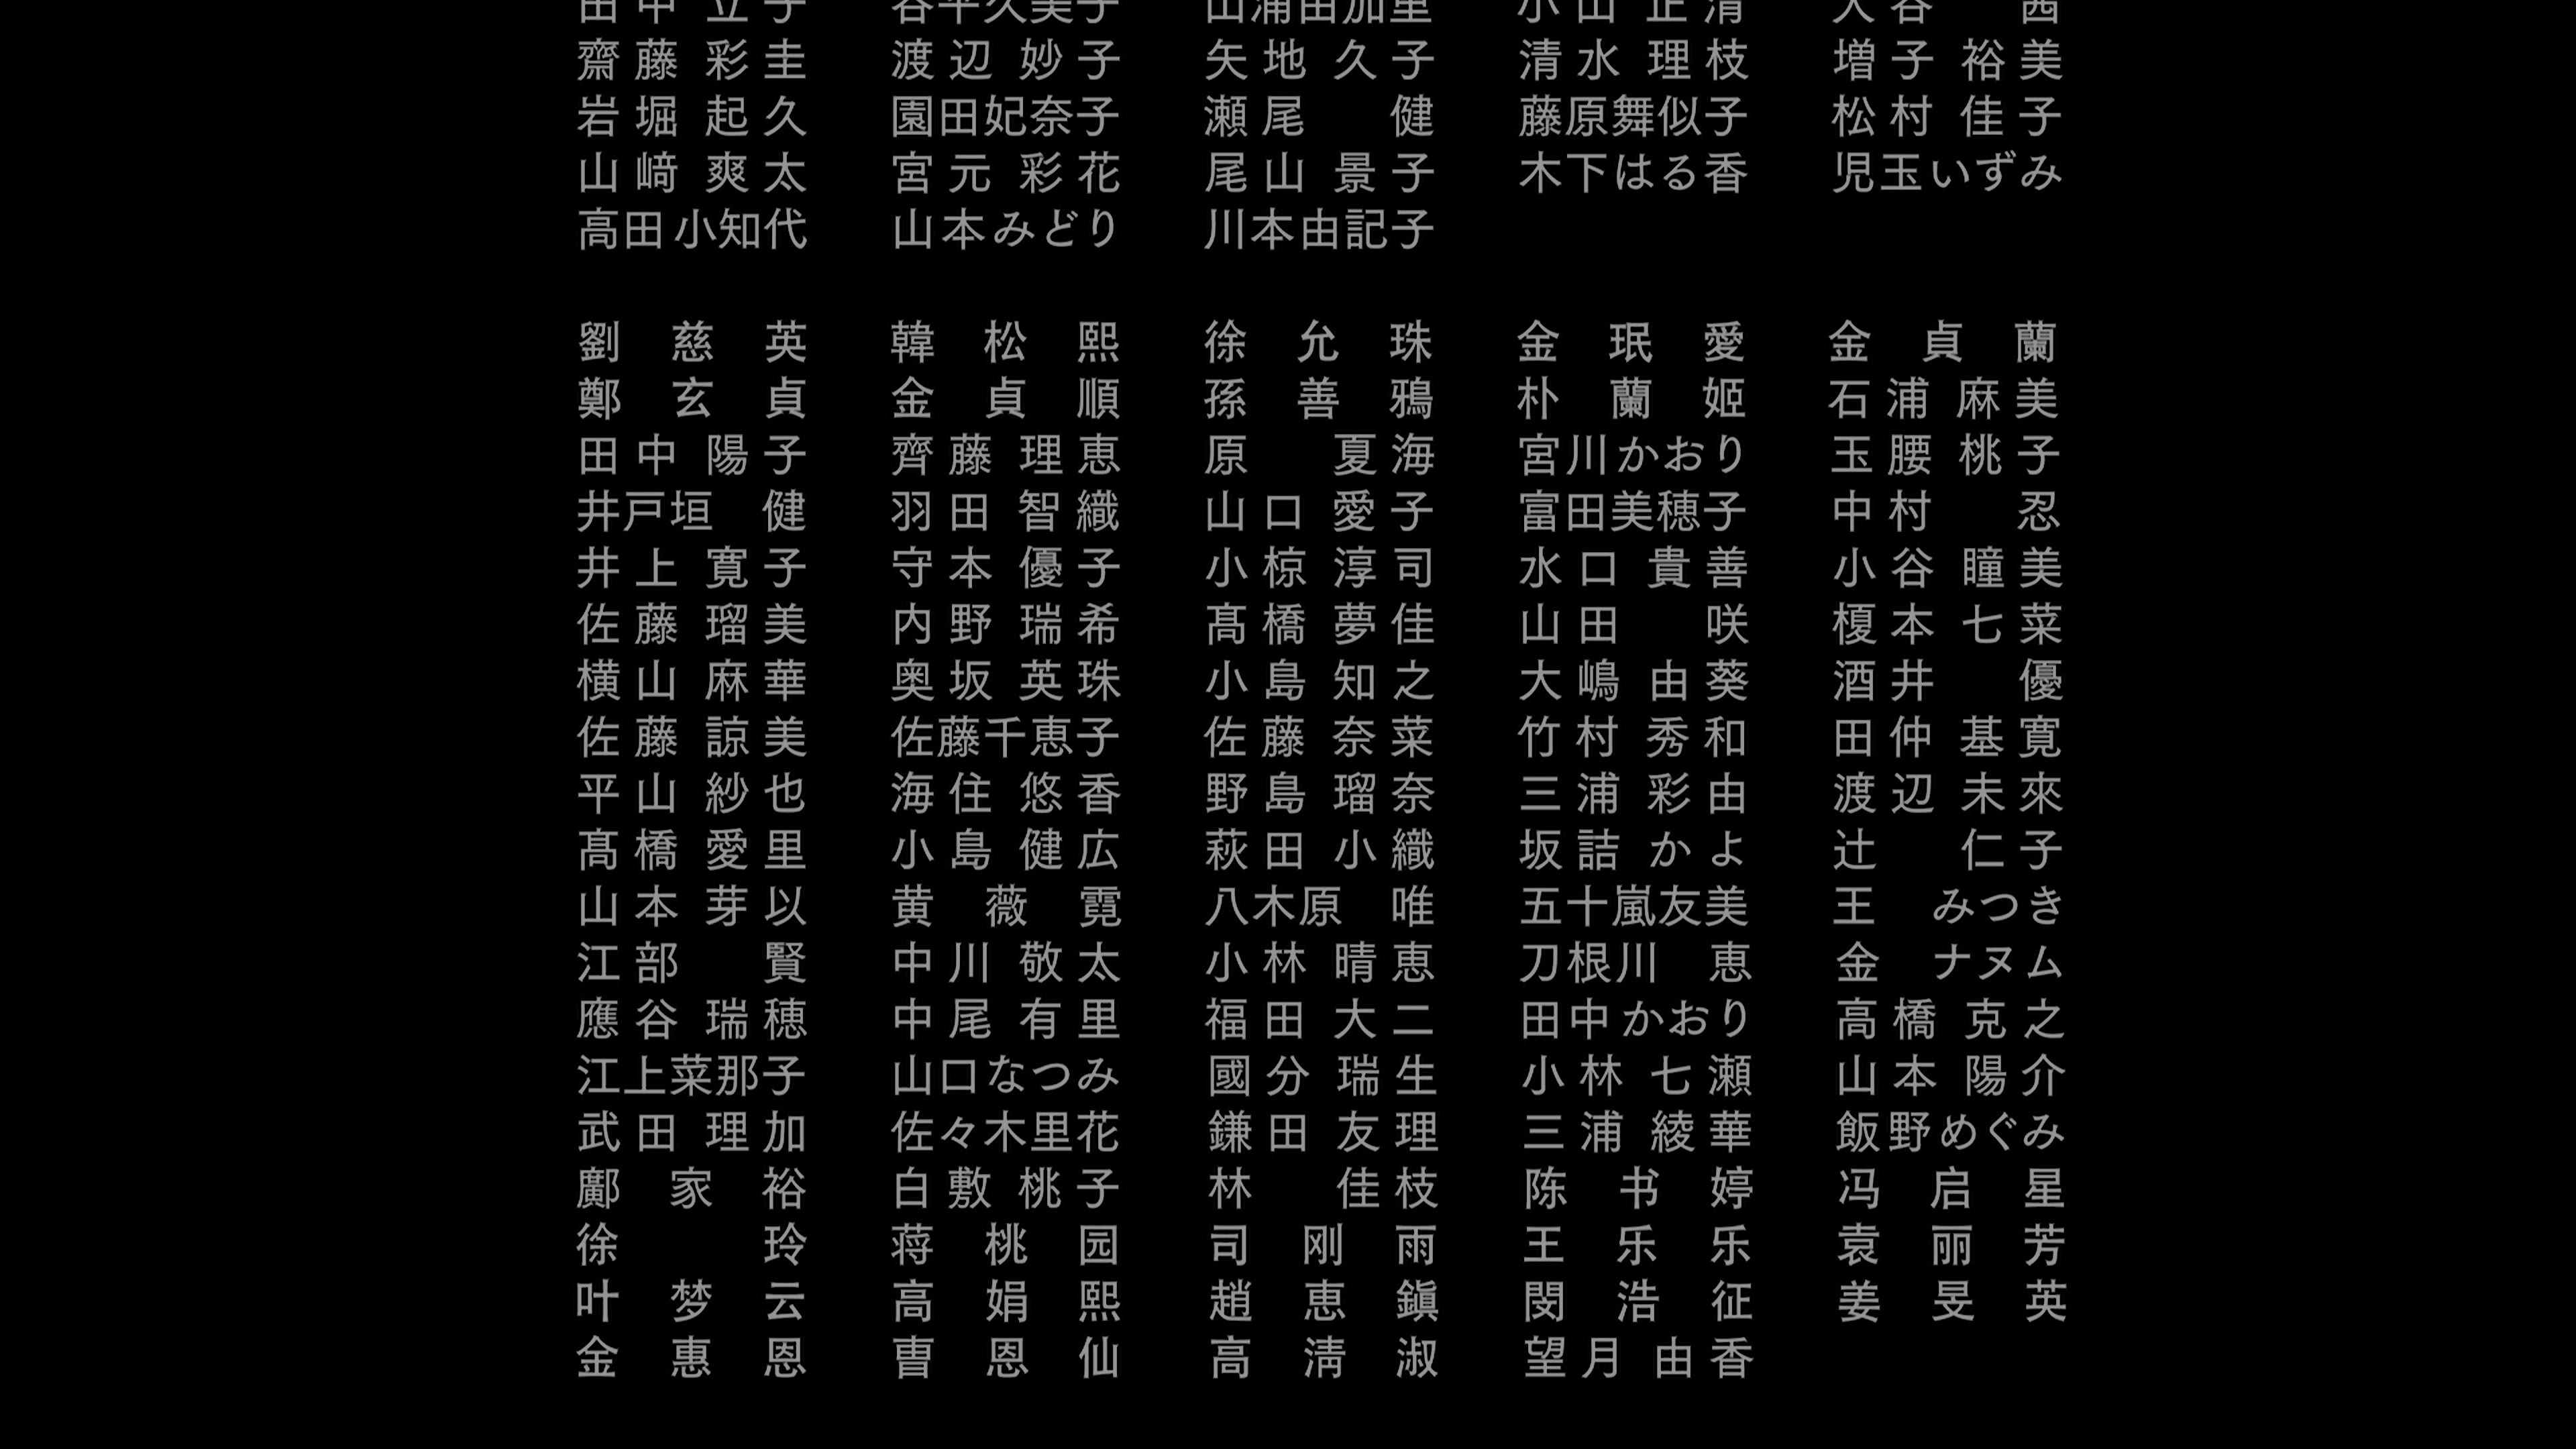 田中立子 谷平久美子 山浦由加里 小山正清 大谷茜
齋藤彩圭 渡辺妙子 矢地久子 清水理枝 増子裕美
岩堀起久 園田妃奈子 瀬尾健 藤原舞似子 松村佳子
山﨑爽太 宮元彩花 尾山景子 木下はる香 児玉いずみ
高田小知代 山本みどり 川本由記子
劉慈英 韓松熙 徐允珠 金珉愛 金貞蘭
鄭玄貞 金貞順 孫善鴉 朴蘭姫 石浦麻美
田中陽子 齊藤理恵 原夏海 宮川かおり 玉腰桃子
井戸垣健 羽田智織 山口愛子 富田美穂子 中村忍
井上寛子 守本優子 小椋淳司 水口貴善 小谷瞳美
佐藤瑠美 内野瑞希 髙橋夢佳 山田咲 榎本七菜
横山麻華 奥坂英珠 小島知之 大嶋由葵 酒井優
佐藤諒美 佐藤千恵子 佐藤奈菜 竹村秀和 田仲基寛
平山紗也 海住悠香 野島瑠奈 三浦彩由 渡辺未來
髙橋愛里 小島健広 萩田小織 坂詰かよ 辻仁子
山本芽以 黄薇霓 八木原唯 五十嵐友美 王みつき
江部賢 中川敬太 小林晴恵 刀根川恵 金ナヌム
應谷瑞穂 中尾有里 福田大二 田中かおり 高橋克之
江上菜那子 山口なつみ 國分瑞生 小林七瀬 山本陽介
武田理加 佐々木里花 鎌田友理 三浦綾華 飯野めぐみ
鄺家裕 白敷桃子 林佳枝 陈书婷 冯启星
徐玲 蒋桃园 司刚雨 王乐乐 袁丽芳
叶梦云 高娟熙 趙恵鎭 閔浩征 姜旻英
金惠恩 曺恩仙 高淸淑 望月由香